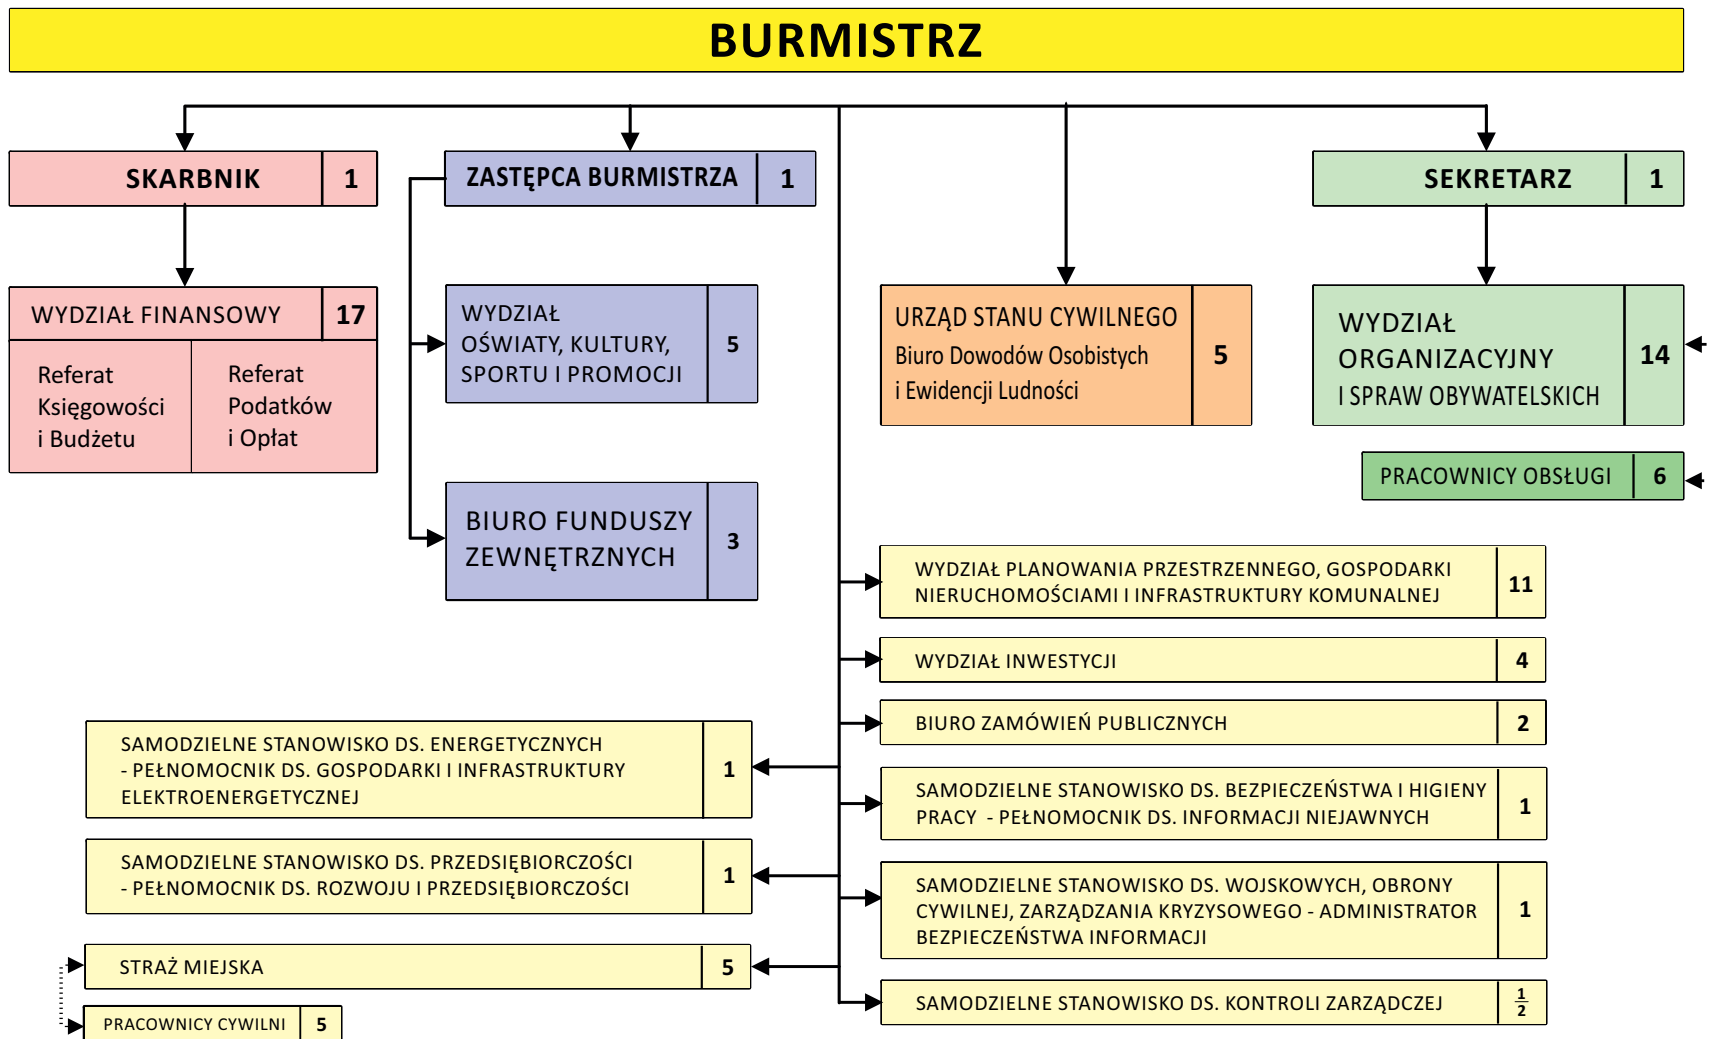 BURMISTRZ
SKARBNIK 1
ZASTĘPCA BURMISTRZA 1
SEKRETARZ 1
WYDZIAŁ FINANSOWY 17
Referat
Księgowości
i Budżetu
Referat
Podatków
i Opłat
WYDZIAŁ
OŚWIATY, KULTURY,
SPORTU I PROMOCJI
5
URZĄD STANU CYWILNEGO
Biuro Dowodów Osobistych
i Ewidencji Ludności
5
WYDZIAŁ
ORGANIZACYJNY
I SPRAW OBYWATELSKICH
14
PRACOWNICY OBSŁUGI 6
BIURO FUNDUSZY
ZEWNĘTRZNYCH
3
WYDZIAŁ PLANOWANIA PRZESTRZENNEGO, GOSPODARKI
NIERUCHOMOŚCIAMI I INFRASTRUKTURY KOMUNALNEJ
11
WYDZIAŁ INWESTYCJI 4
BIURO ZAMÓWIEŃ PUBLICZNYCH 2
SAMODZIELNE STANOWISKO DS. ENERGETYCZNYCH
- PEŁNOMOCNIK DS. GOSPODARKI I INFRASTRUKTURY
ELEKTROENERGETYCZNEJ
1
SAMODZIELNE STANOWISKO DS. BEZPIECZEŃSTWA I HIGIENY
PRACY - PEŁNOMOCNIK DS. INFORMACJI NIEJAWNYCH
1
SAMODZIELNE STANOWISKO DS. PRZEDSIĘBIORCZOŚCI
- PEŁNOMOCNIK DS. ROZWOJU I PRZEDSIĘBIORCZOŚCI
1
SAMODZIELNE STANOWISKO DS. WOJSKOWYCH, OBRONY
CYWILNEJ, ZARZĄDZANIA KRYZYSOWEGO - ADMINISTRATOR
BEZPIECZEŃSTWA INFORMACJI
1
STRAŻ MIEJSKA 5
SAMODZIELNE STANOWISKO DS. KONTROLI ZARZĄDCZEJ 1/2
PRACOWNICY CYWILNI 5